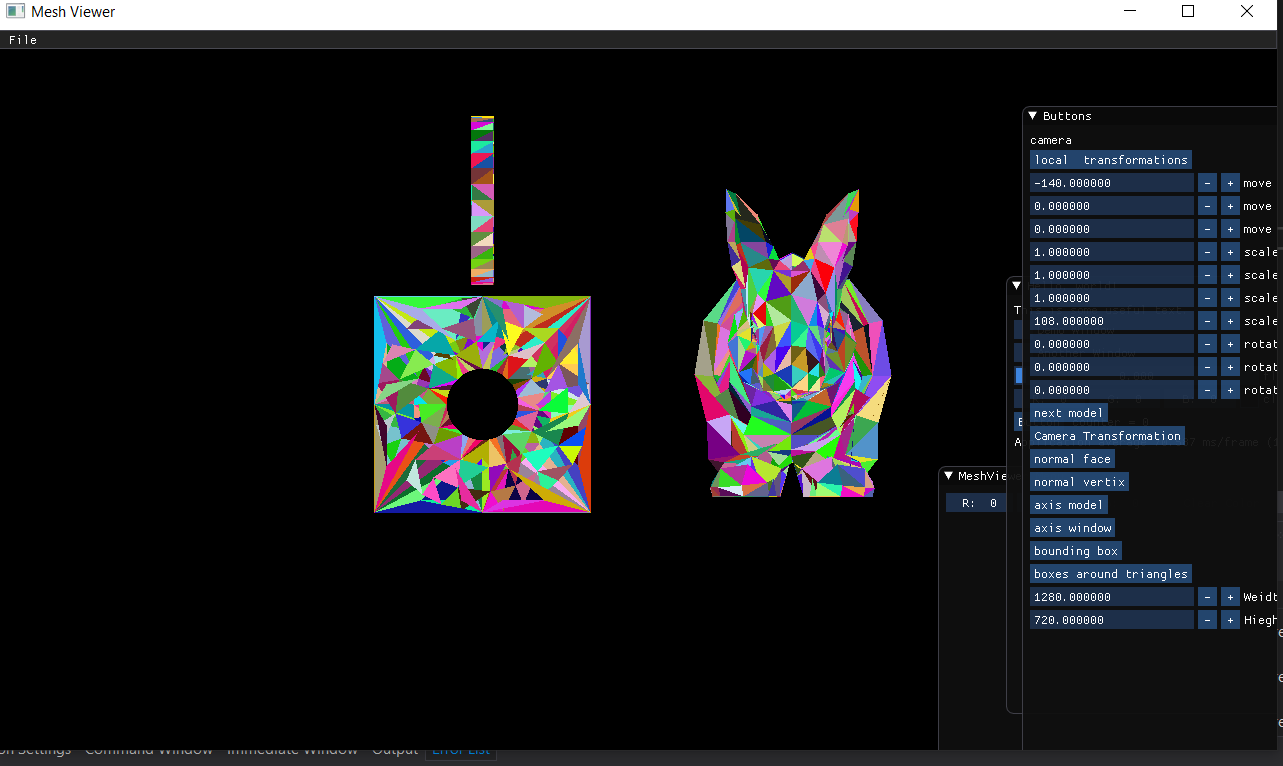 Mesh Viewer
File
Buttons
camera
local transformations
-140.000000 - + move
0.000000 - + move
0.000000 - + move
1.000000 - + scale
1.000000 - + scale
1.000000 - + scale
108.000000 - + scale
0.000000 - + rotat
0.000000 - + rotat
0.000000 - + rotat
next model
Camera Transformation
normal face
normal vertix
axis model
axis window
bounding box
boxes around triangles
1280.000000 - + Weidt
720.000000 - + Hiegh
MeshView
R: 0
ms/frame
on Settings Command Window Immediate Window Output Error List